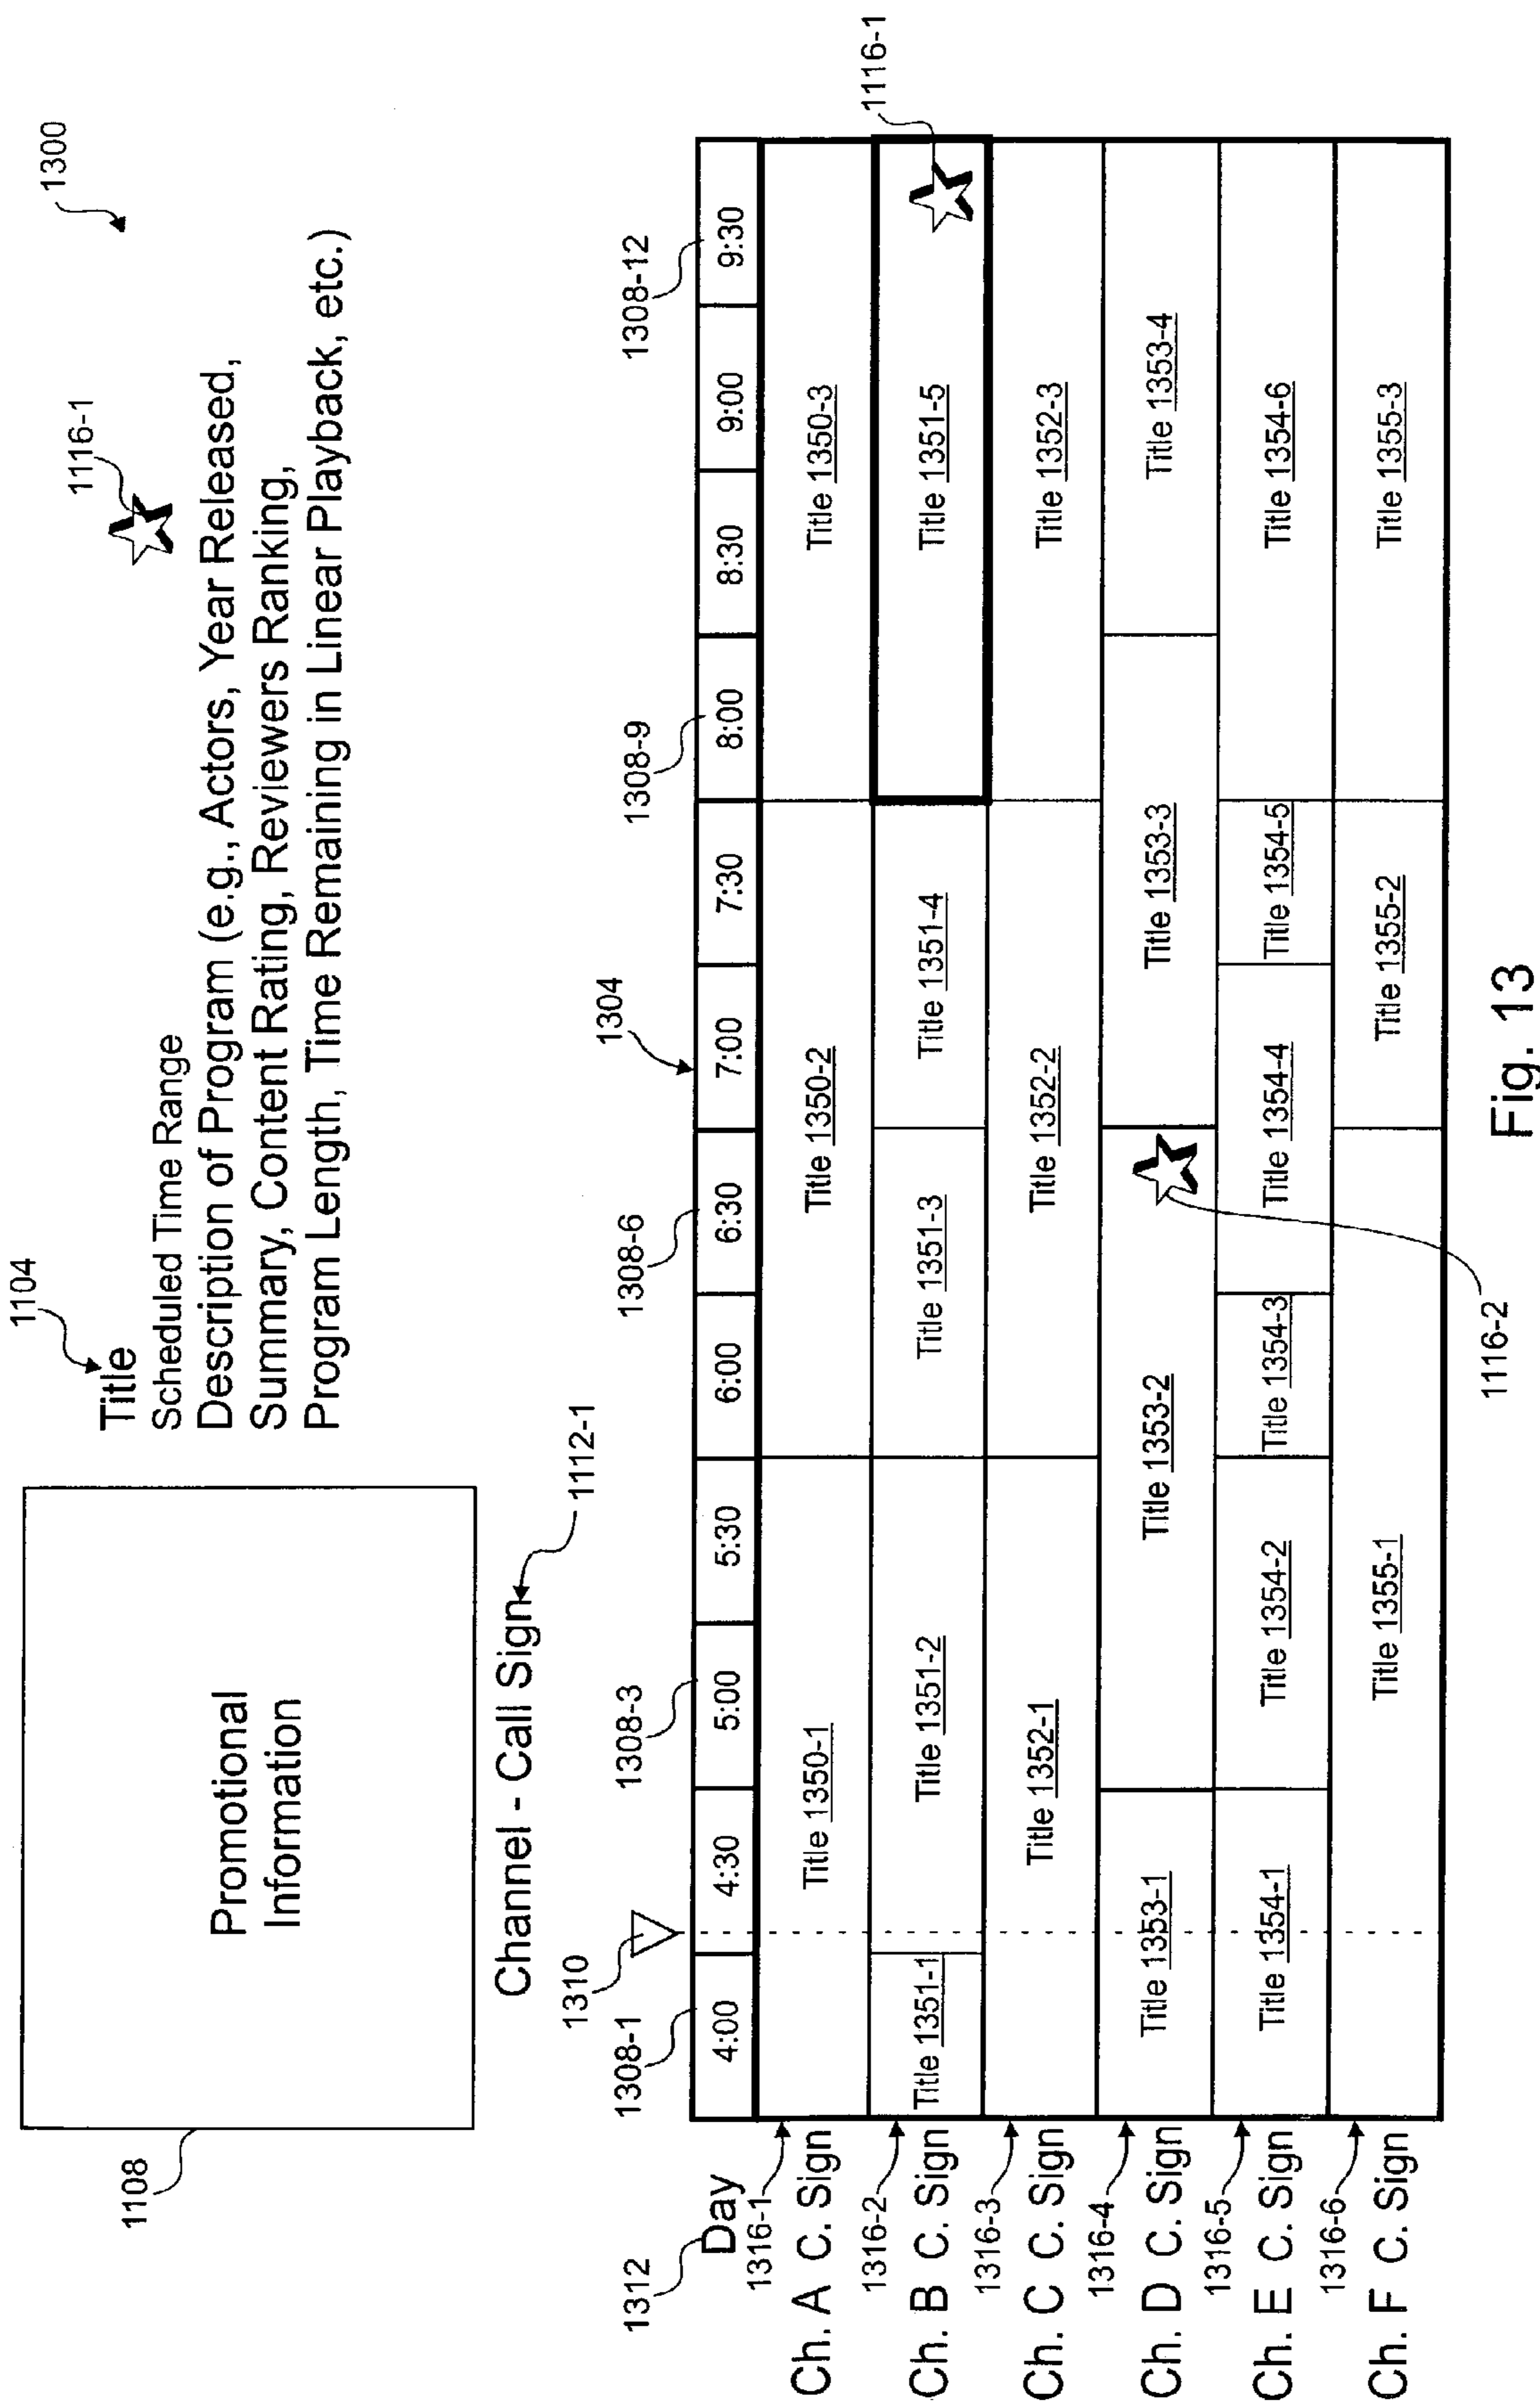 1300
1104
1116-1
Title
Scheduled Time Range
Description of Program (e.g., Actors, Year Released,
Summary, Content Rating, Reviewers Ranking,
Program Length, Time Remaining in Linear Playback, etc.)
1108
Promotional
Information
Channel - Call Sign
1112-1
1310
1304
1308-1
1308-3
1308-6
1308-9
1308-12
1312
Day
4:00 4:30 5:00 5:30 6:00 6:30 7:00 7:30 8:00 8:30 9:00 9:30
1316-1
Ch. A C. Sign
Title 1350-1 Title 1350-2 Title 1350-3
1316-2
Ch. B C. Sign
Title 1351-1 Title 1351-2 Title 1351-3 Title 1351-4 Title 1351-5
1116-1
1316-3
Ch. C C. Sign
Title 1352-1 Title 1352-2 Title 1352-3
1316-4
Ch. D C. Sign
Title 1353-1 Title 1353-2 Title 1353-3 Title 1353-4
1316-5
Ch. E C. Sign
Title 1354-1 Title 1354-2 Title 1354-3 Title 1354-4 Title 1354-5 Title 1354-6
1316-6
Ch. F C. Sign
Title 1355-1 Title 1355-2 Title 1355-3
1116-2
Fig. 13